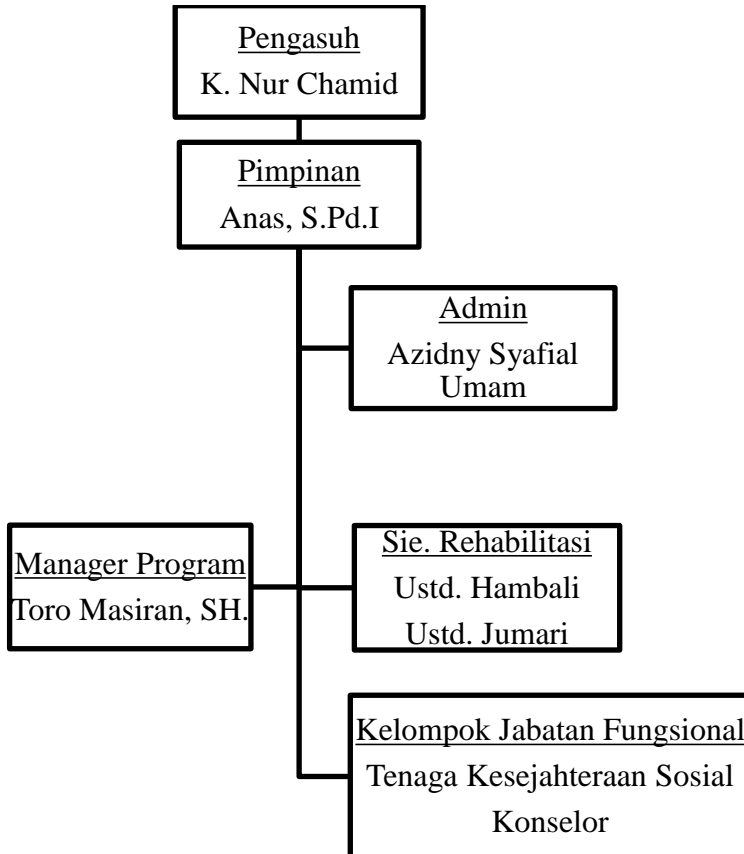 Pengasuh
K. Nur Chamid
Pimpinan
Anas, S.Pd.I
Admin
Azidny Syafial
Umam
Manager Program
Toro Masiran, SH.
Sie. Rehabilitasi
Ustd. Hambali
Ustd. Jumari
Kelompok Jabatan Fungsional
Tenaga Kesejahteraan Sosial
Konselor